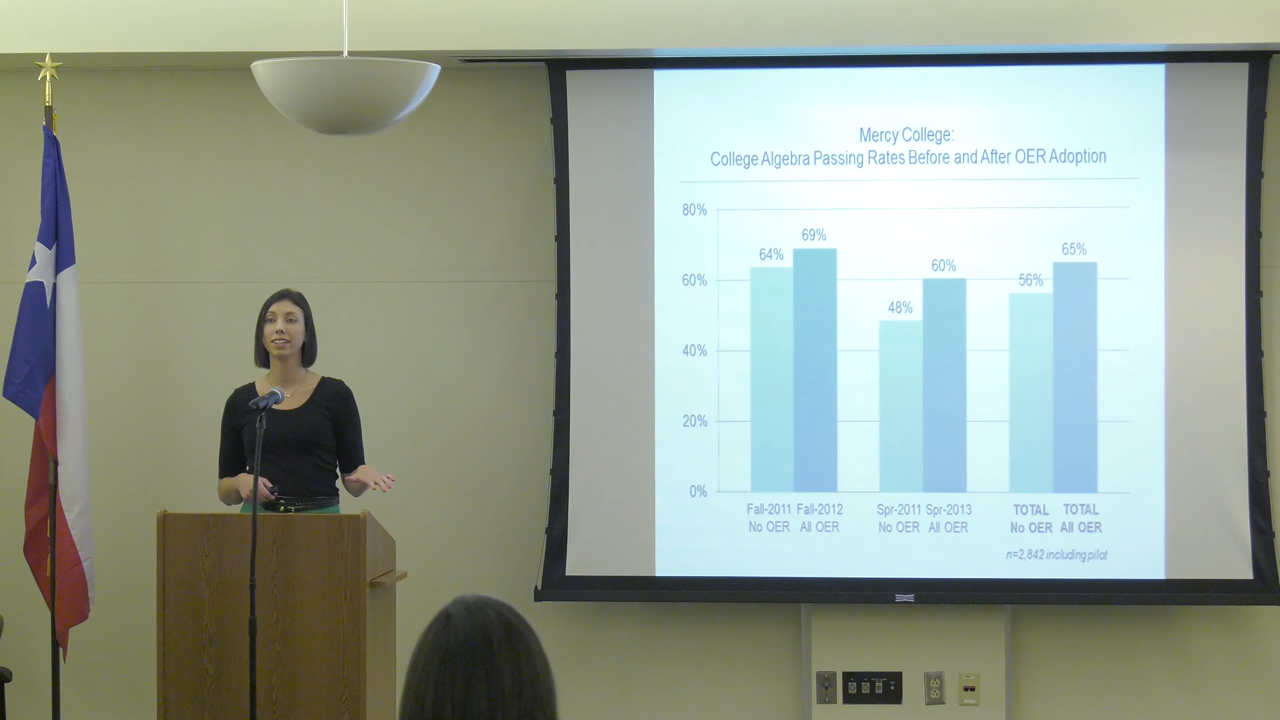 Mercy College:
College Algebra Passing Rates Before and After OER Adoption
80%
60%
40%
20%
0%
64%
69%
48%
60%
56%
65%
Fall-2011 Fall-2012 Spr-2011 Spr-2013 TOTAL TOTAL
No OER All OER No OER All OER No OER All OER
n=2,842 including pilot